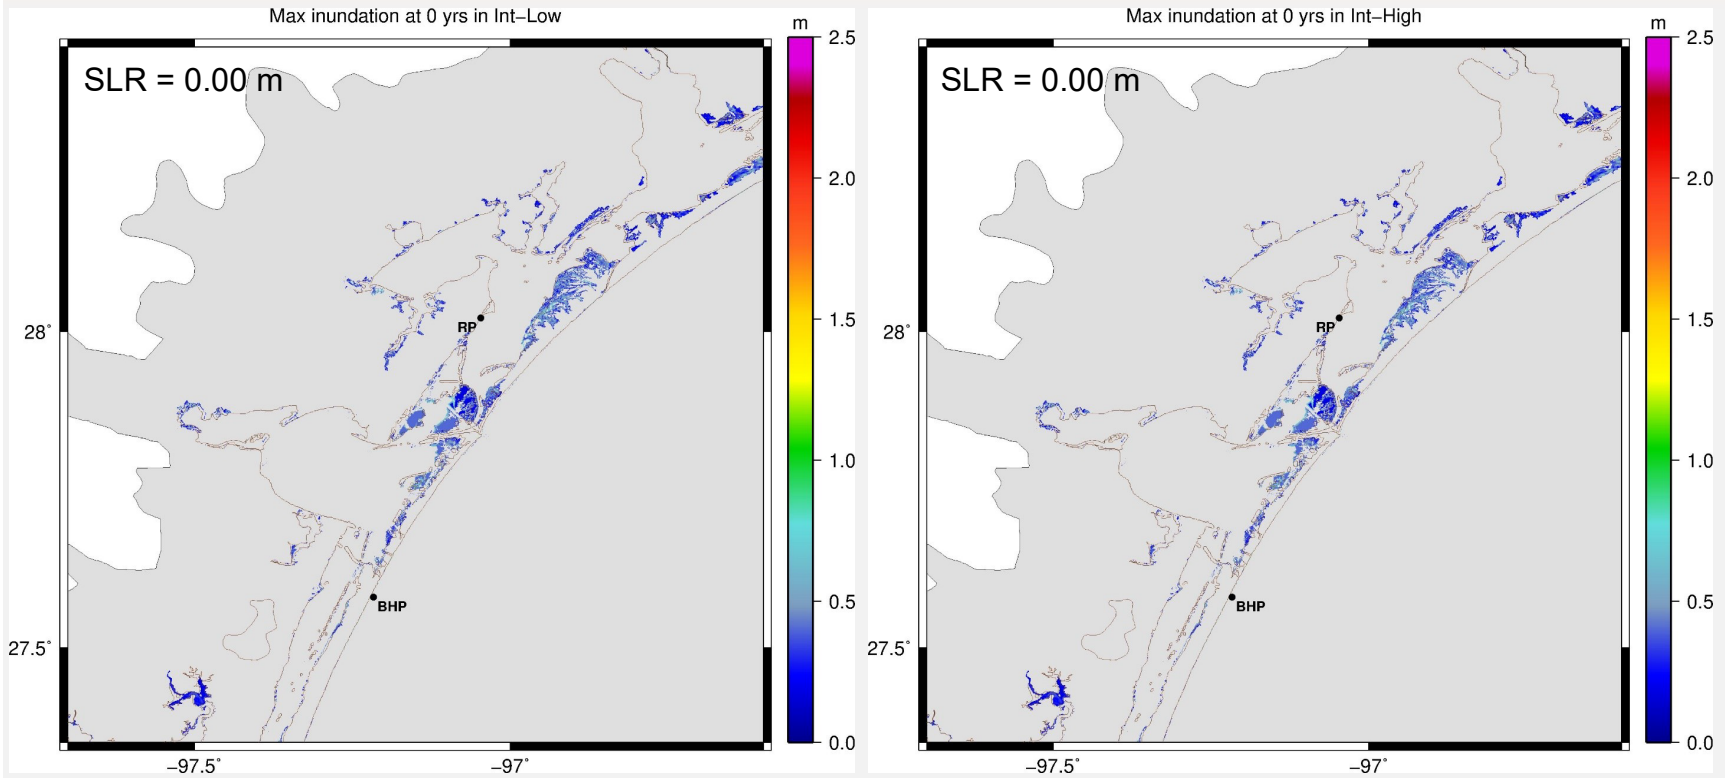 Max inundation at 0 yrs in Int−Low
m
SLR = 0.00 m
2.5
2.0
1.5
1.0
0.5
0.0
28°
27.5°
−97.5°
−97°
RP
BHP
Max inundation at 0 yrs in Int−High
m
SLR = 0.00 m
2.5
2.0
1.5
1.0
0.5
0.0
28°
27.5°
−97.5°
−97°
RP
BHP